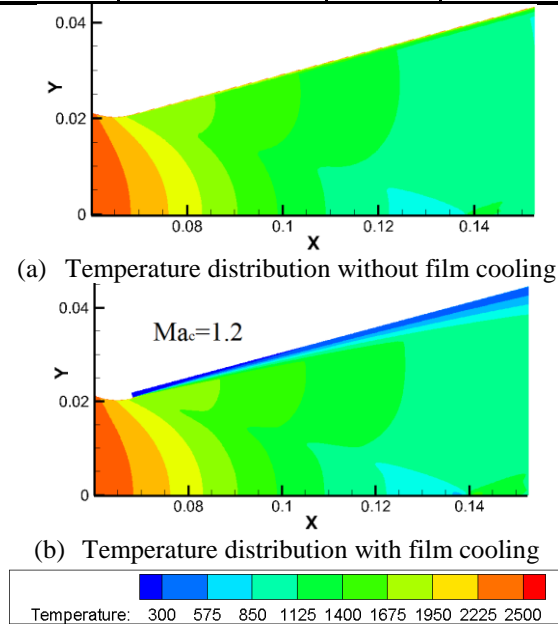 0.04
Y
0.02
0
0.08 0.1 0.12 0.14
X
(a) Temperature distribution without film cooling
0.04
Mac=1.2
Y
0.02
0
0.08 0.1 0.12 0.14
X
(b) Temperature distribution with film cooling
Temperature: 300 575 850 1125 1400 1675 1950 2225 2500